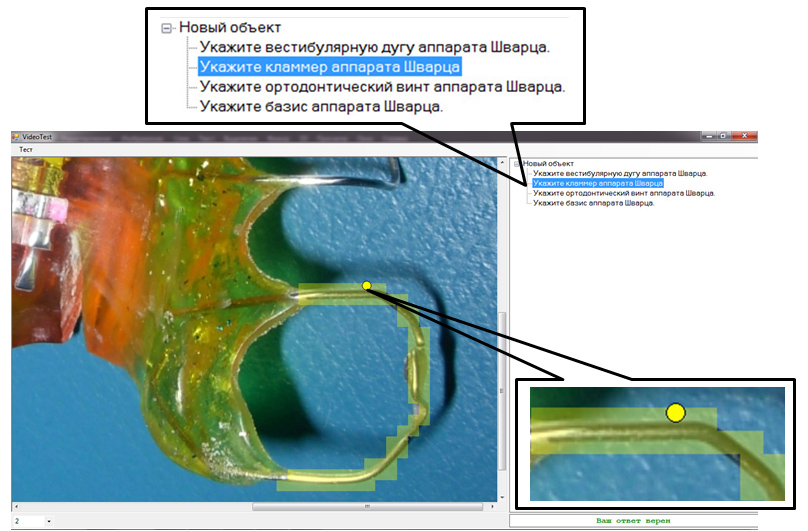 Новый объект
Укажите вестибулярную дугу аппарата Шварца.
Укажите кламмер аппарата Шварца
Укажите ортодонтический винт аппарата Шварца.
Укажите базис аппарата Шварца.
VideoTest
Тест
Новый объект
Укажите вестибулярную дугу аппарата Шварца.
Укажите кламмер аппарата Шварца
Укажите ортодонтический винт аппарата Шварца.
Укажите базис аппарата Шварца.
2
Ваш ответ верен